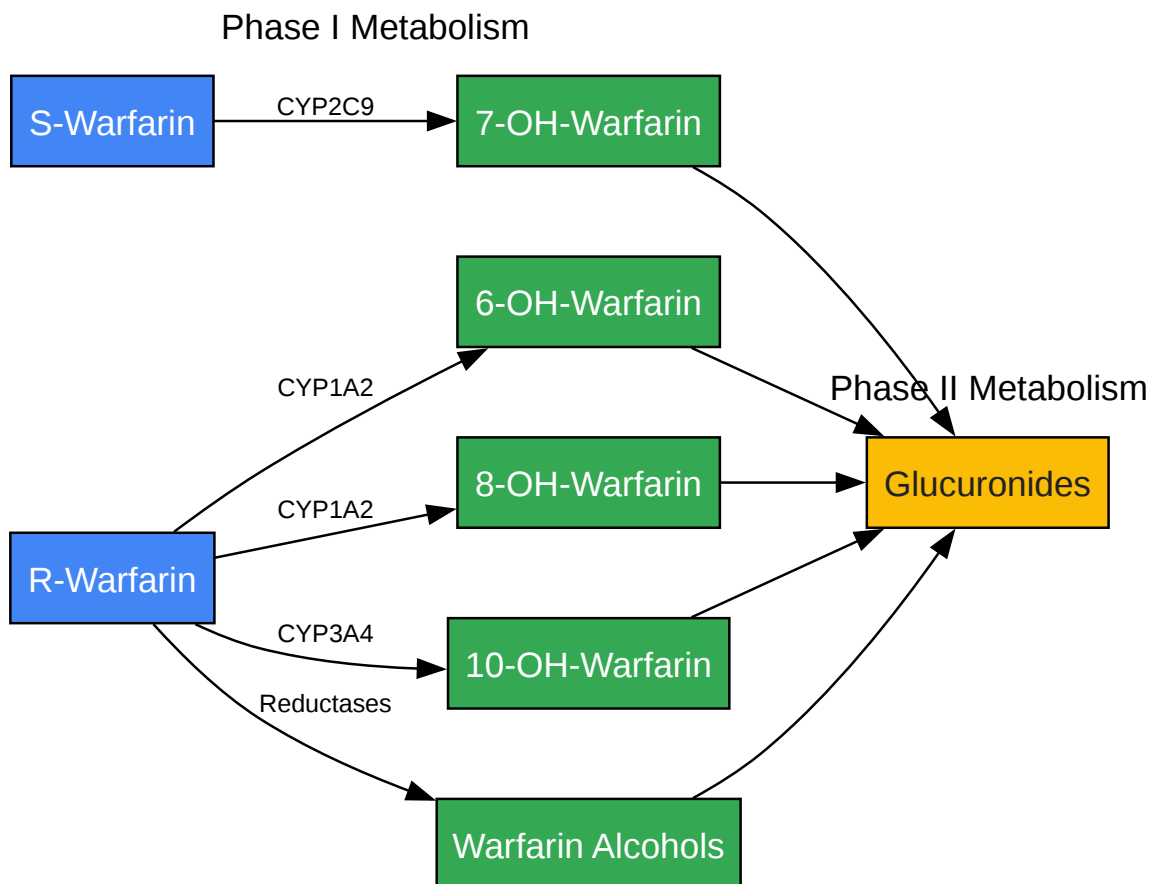 Phase I Metabolism
S-Warfarin
CYP2C9
7-OH-Warfarin
6-OH-Warfarin
CYP1A2
Phase II Metabolism
8-OH-Warfarin
Glucuronides
CYP1A2
R-Warfarin
CYP3A4
10-OH-Warfarin
Reductases
Warfarin Alcohols